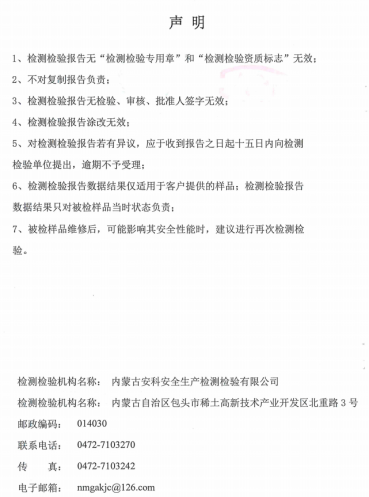 声 明
1、检测检验报告无“检测检验专用章”和“检测检验资质标志”无效；
2、不对复制报告负责；
3、检测检验报告无检验、审核、批准人签字无效；
4、检测检验报告涂改无效；
5、对检测检验报告若有异议，应于收到报告之日起十五日内向检测
检验单位提出，逾期不予受理；
6、检测检验报告数据结果仅适用于客户提供的样品；检测检验报告
数据结果只对被检样品当时状态负责；
7、被检样品维修后，可能影响其安全性能时，建议进行再次检测检
验。
检测检验机构名称： 内蒙古安科安全生产检测检验有限公司
检测检验机构名称： 内蒙古自治区包头市稀土高新技术产业开发区北重路 3 号
邮政编码： 014030
联系电话： 0472-7103270
传 真： 0472-7103242
电子邮箱： nmgakjc@126.com